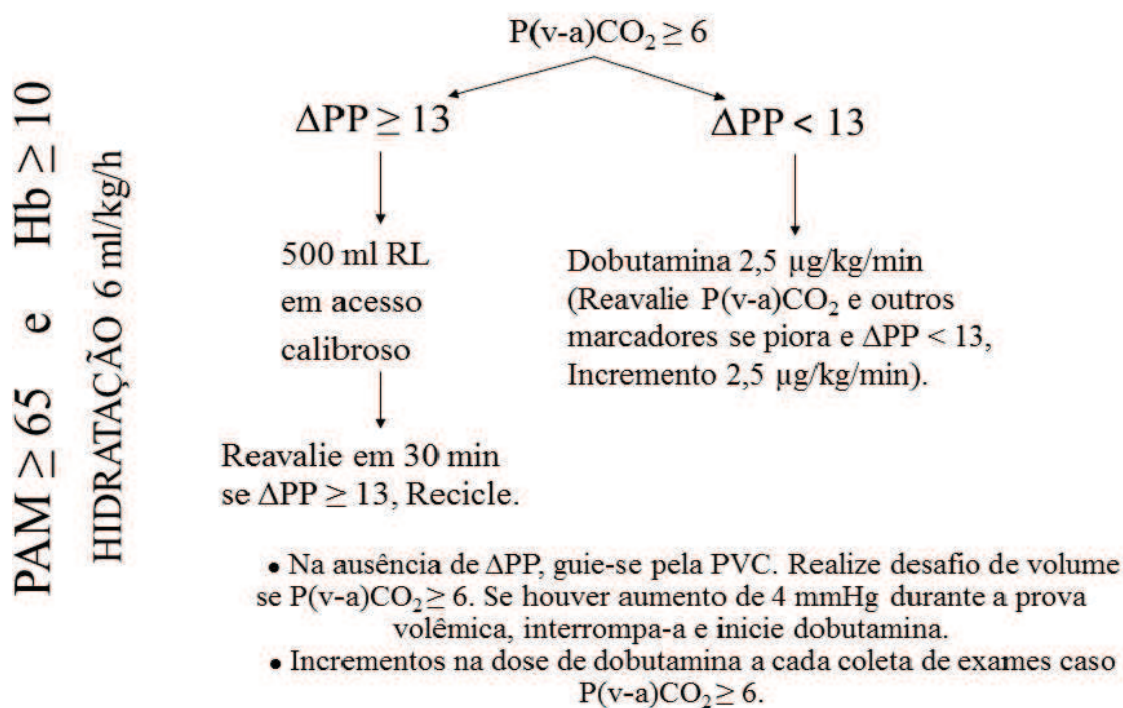 PAM ≥ 65 e Hb ≥ 10
HIDRATAÇÃO 6 ml/kg/h
P(v-a)CO₂ ≥ 6
ΔPP ≥ 13
ΔPP < 13
500 ml RL
em acesso
calibroso
Reavalie em 30 min
se ΔPP ≥ 13, Recicle.
Dobutamina 2,5 µg/kg/min
(Reavalie P(v-a)CO₂ e outros
marcadores se piora e ΔPP < 13,
Incremento 2,5 µg/kg/min).
• Na ausência de ΔPP, guie-se pela PVC. Realize desafio de volume
se P(v-a)CO₂ ≥ 6. Se houver aumento de 4 mmHg durante a prova
volêmica, interrompa-a e inicie dobutamina.
• Incrementos na dose de dobutamina a cada coleta de exames caso
P(v-a)CO₂ ≥ 6.